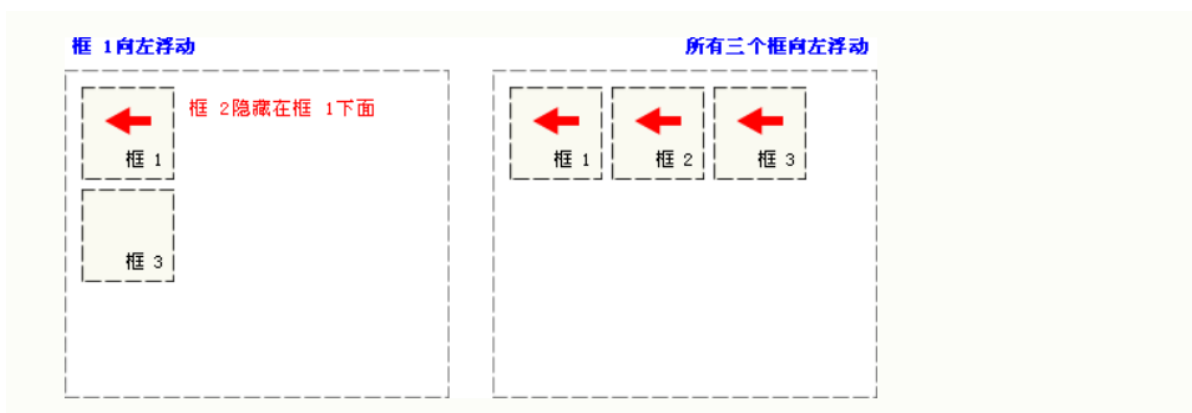 框 1向左浮动
所有三个框向左浮动
框 2隐藏在框 1下面
框 1
框 3
框 1
框 2
框 3